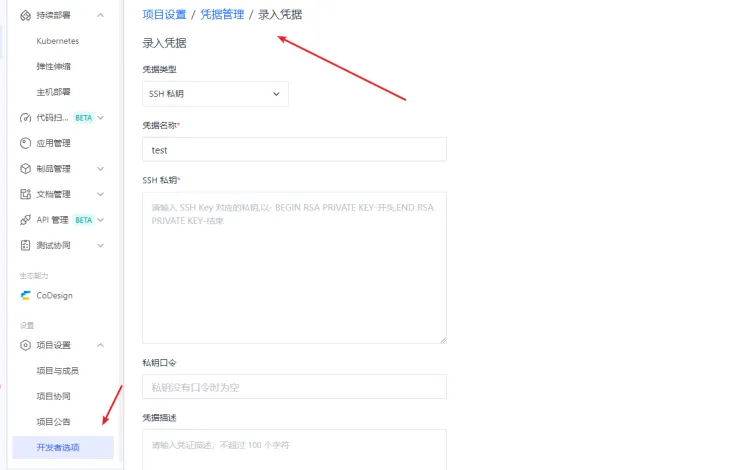 持续部署
Kubernetes
弹性伸缩
主机部署
代码扫... BETA
应用管理
制品管理
文档管理
API 管理 BETA
测试协同
生态能力
CoDesign
设置
项目设置
项目与成员
项目协同
项目公告
开发者选项
项目设置 / 凭据管理 / 录入凭据
录入凭据
凭据类型
SSH 私钥
凭据名称*
test
SSH 私钥*
请输入 SSH Key 对应的私钥,以- BEGIN RSA PRIVATE KEY-开头,END RSA
PRIVATE KEY-结束
私钥口令
私钥没有口令时为空
凭据描述
请输入凭证描述，不超过 100 个字符